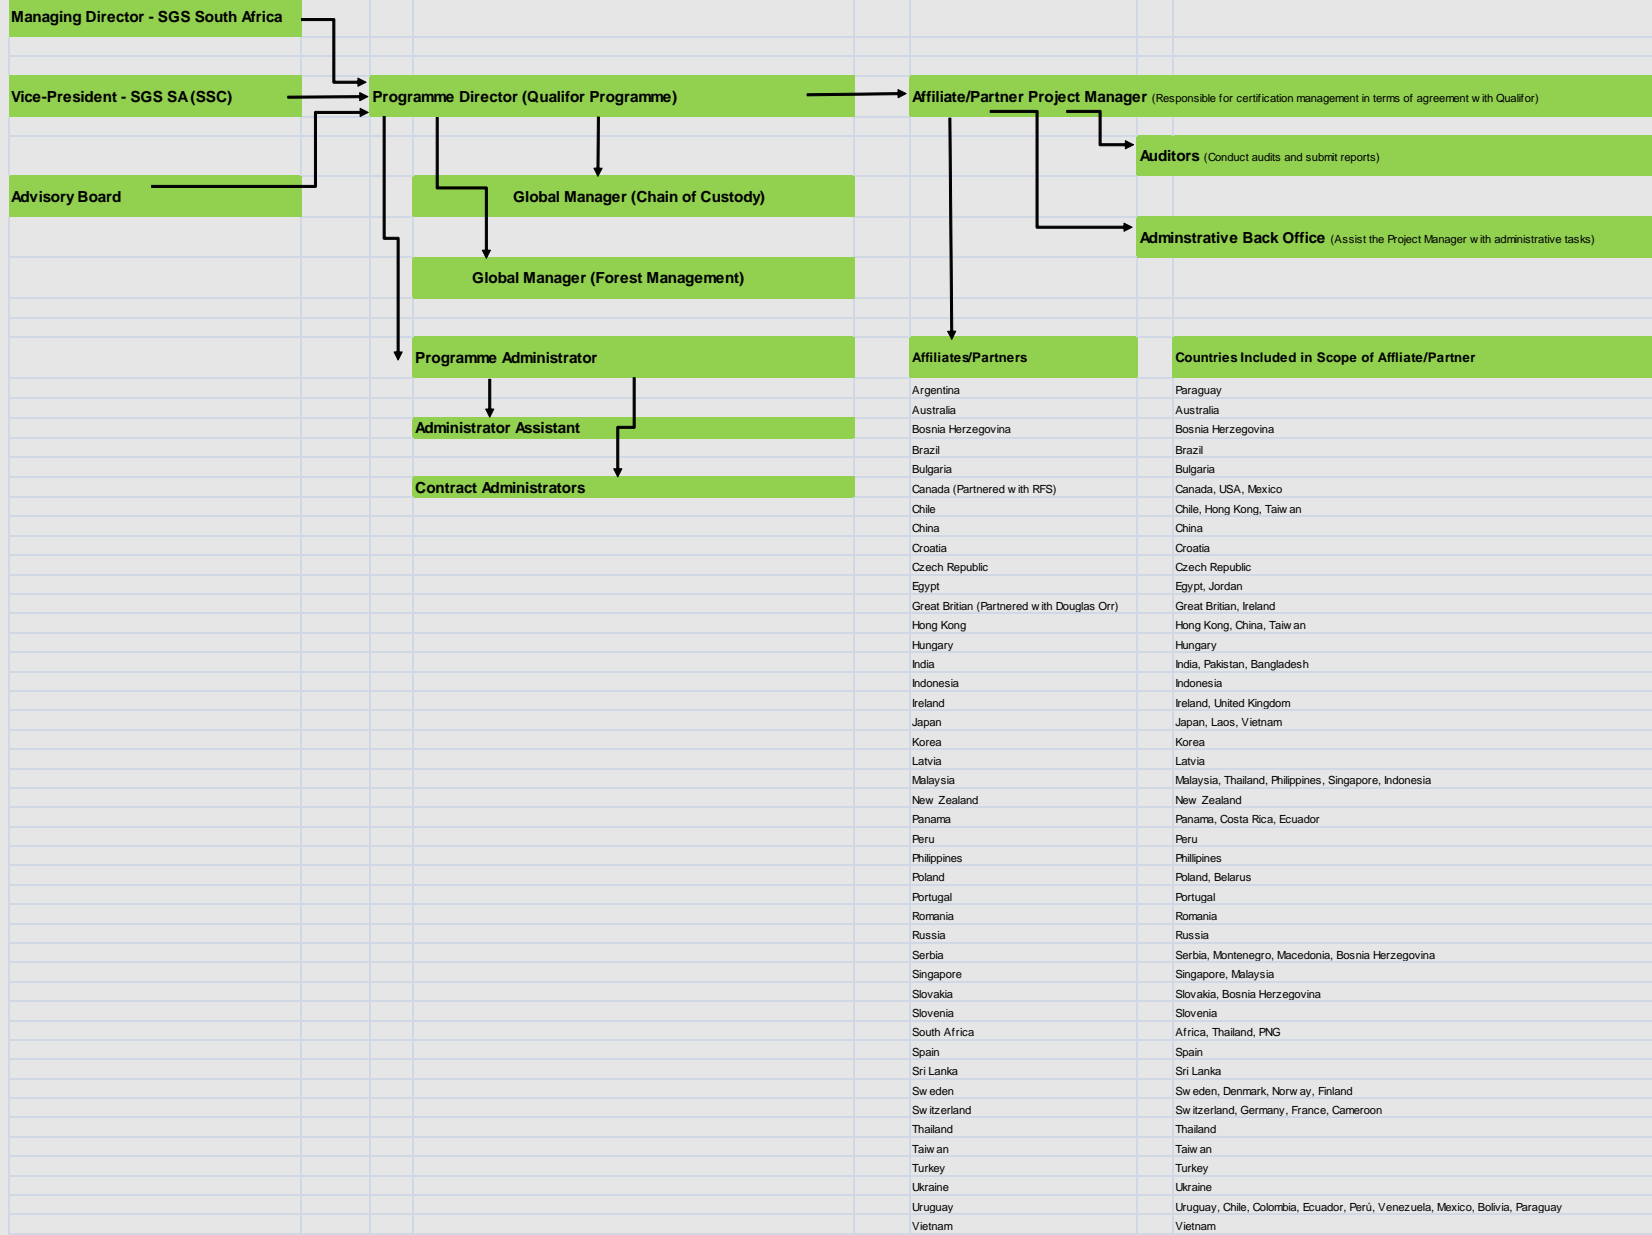 Managing Director - SGS South Africa
Vice-President - SGS SA (SSC)
Programme Director (Qualifor Programme)
Affiliate/Partner Project Manager (Responsible for certification management in terms of agreement with Qualifor)
Auditors (Conduct audits and submit reports)
Advisory Board
Global Manager (Chain of Custody)
Adminstrative Back Office (Assist the Project Manager with administrative tasks)
Global Manager (Forest Management)
Programme Administrator
Affiliates/Partners
Countries Included in Scope of Affliate/Partner
Argentina Paraguay
Australia Australia
Administrator Assistant
Bosnia Herzegovina Bosnia Herzegovina
Brazil Brazil
Bulgaria Bulgaria
Contract Administrators
Canada (Partnered with RFS) Canada, USA, Mexico
Chile Chile, Hong Kong, Taiwan
China China
Croatia Croatia
Czech Republic Czech Republic
Egypt Egypt, Jordan
Great Britian (Partnered with Douglas Orr) Great Britian, Ireland
Hong Kong Hong Kong, China, Taiwan
Hungary Hungary
India India, Pakistan, Bangladesh
Indonesia Indonesia
Ireland Ireland, United Kingdom
Japan Japan, Laos, Vietnam
Korea Korea
Latvia Latvia
Malaysia Malaysia, Thailand, Philippines, Singapore, Indonesia
New Zealand New Zealand
Panama Panama, Costa Rica, Ecuador
Peru Peru
Philippines Phillipines
Poland Poland, Belarus
Portugal Portugal
Romania Romania
Russia Russia
Serbia Serbia, Montenegro, Macedonia, Bosnia Herzegovina
Singapore Singapore, Malaysia
Slovakia Slovakia, Bosnia Herzegovina
Slovenia Slovenia
South Africa Africa, Thailand, PNG
Spain Spain
Sri Lanka Sri Lanka
Sweden Sweden, Denmark, Norway, Finland
Switzerland Switzerland, Germany, France, Cameroon
Thailand Thailand
Taiwan Taiwan
Turkey Turkey
Ukraine Ukraine
Uruguay Uruguay, Chile, Colombia, Ecuador, Perú, Venezuela, Mexico, Bolivia, Paraguay
Vietnam Vietnam